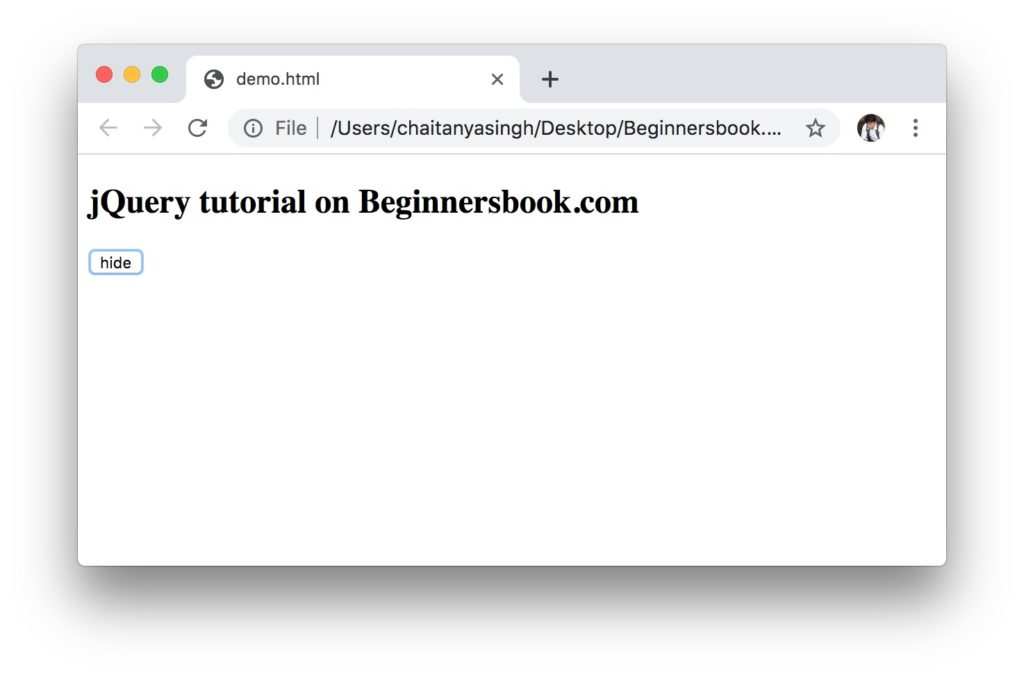 demo.html
File /Users/chaitanyasingh/Desktop/Beginnersbook....
jQuery tutorial on Beginnersbook.com
hide